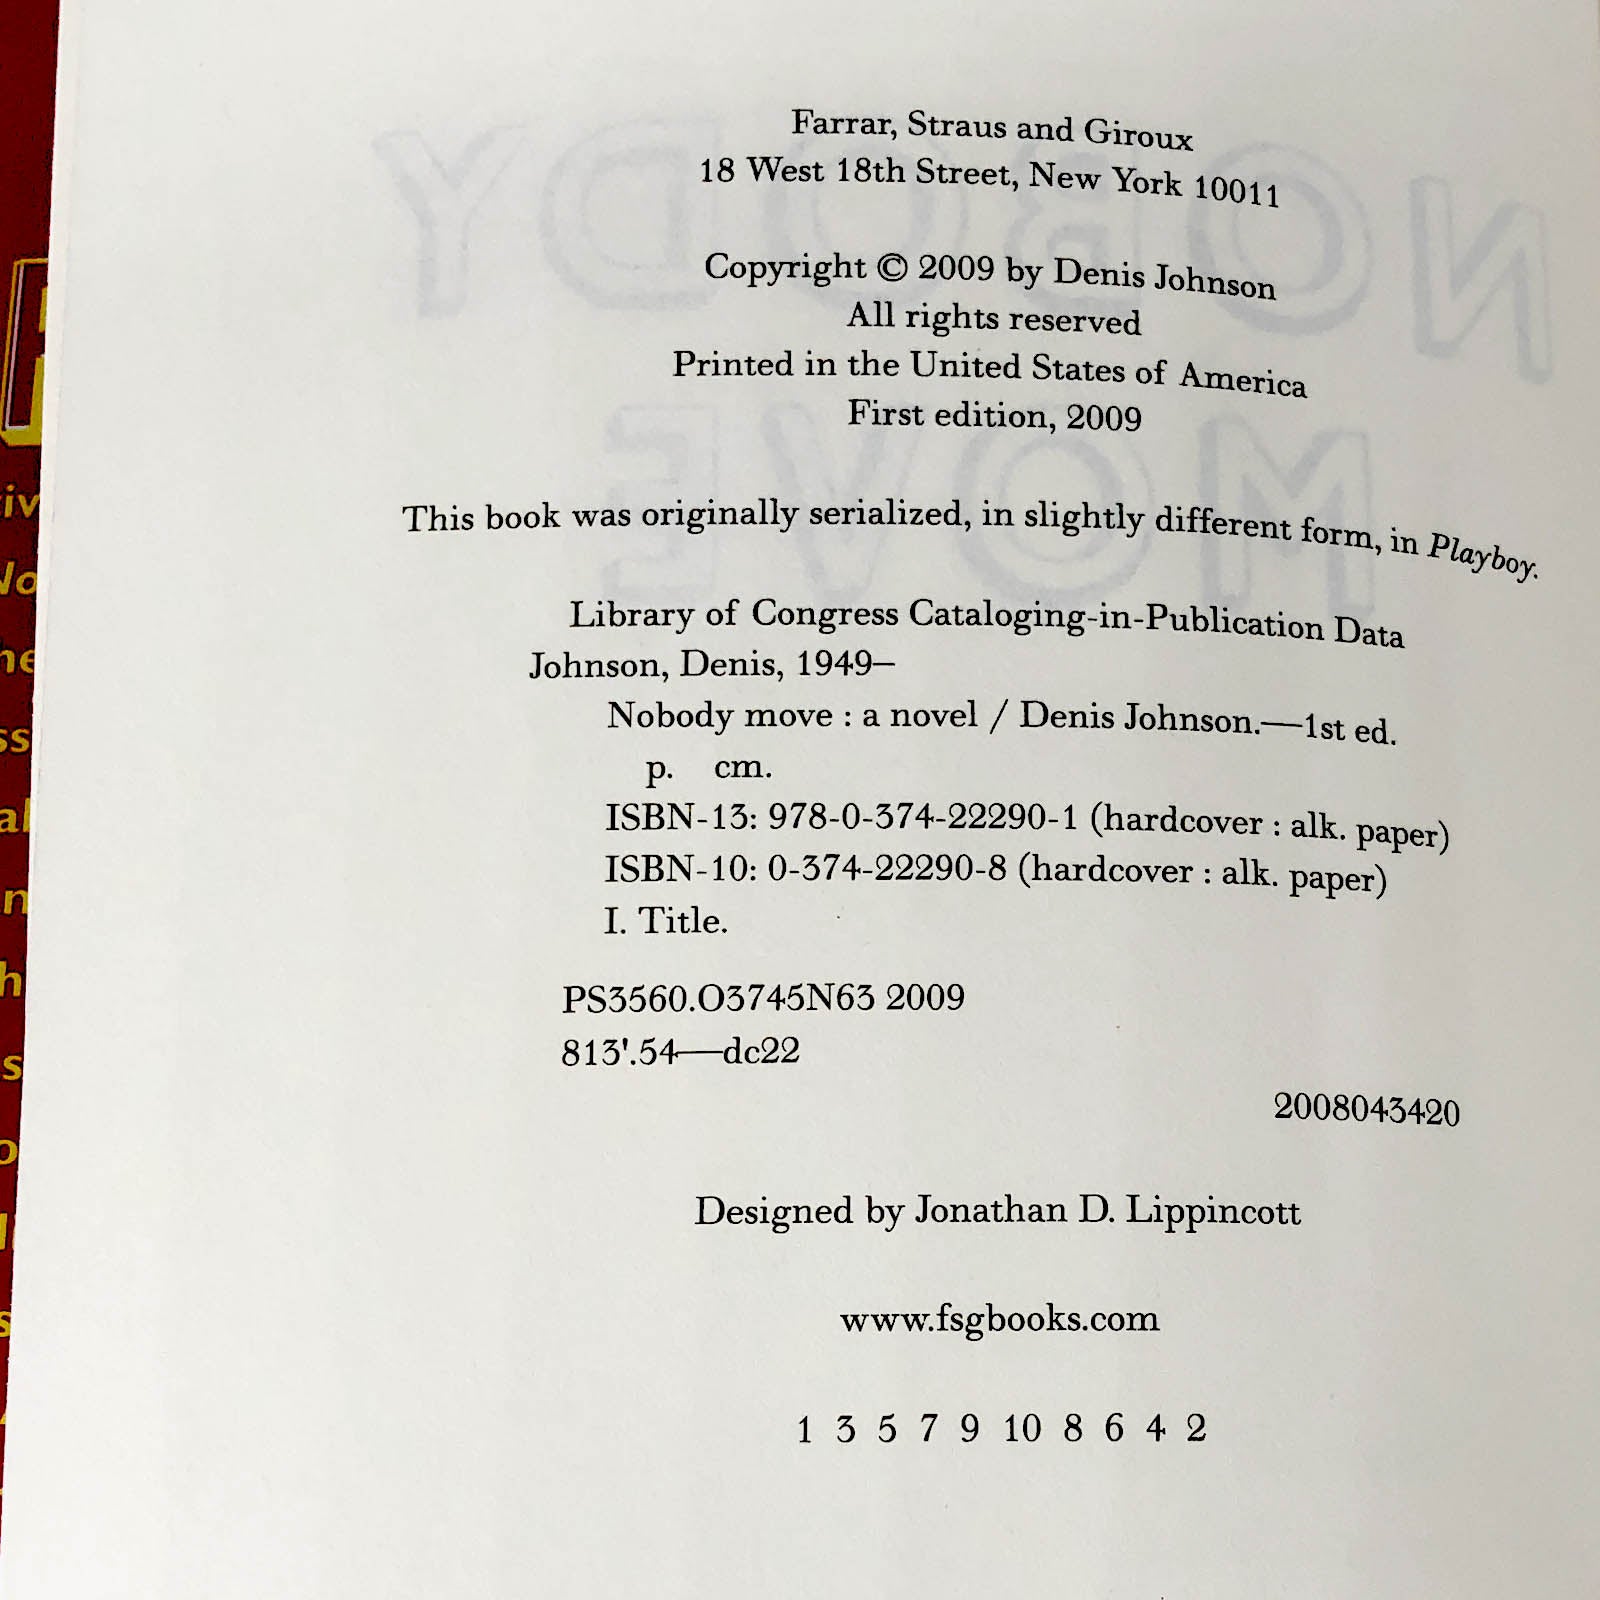 Farrar, Straus and Giroux
18 West 18th Street, New York 10011
Copyright © 2009 by Denis Johnson
All rights reserved
Printed in the United States of America
First edition, 2009
This book was originally serialized, in slightly different form, in Playboy.
Library of Congress Cataloging-in-Publication Data
Johnson, Denis, 1949–
Nobody move : a novel / Denis Johnson.—1st ed.
p. cm.
ISBN-13: 978-0-374-22290-1 (hardcover : alk. paper)
ISBN-10: 0-374-22290-8 (hardcover : alk. paper)
I. Title.
PS3560.O3745N63 2009
813'.54—dc22
2008043420
Designed by Jonathan D. Lippincott
www.fsgbooks.com
1 3 5 7 9 10 8 6 4 2
NOBODY
MOVE